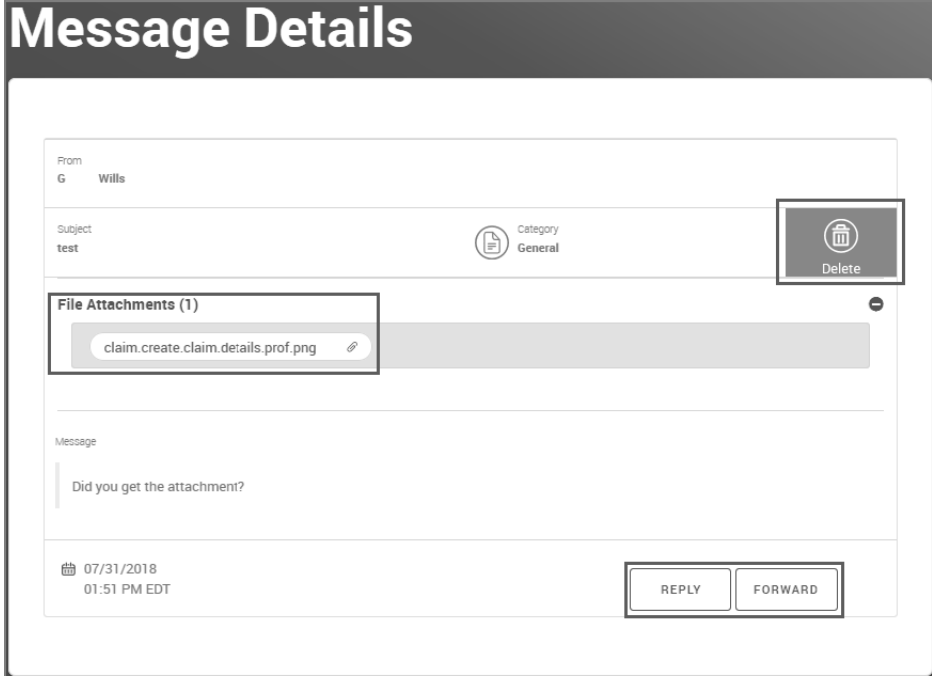 Message Details
From
G Wills
Subject
test
Category
General
Delete
File Attachments (1)
claim.create.claim.details.prof.png
Message
Did you get the attachment?
07/31/2018
01:51 PM EDT
REPLY FORWARD